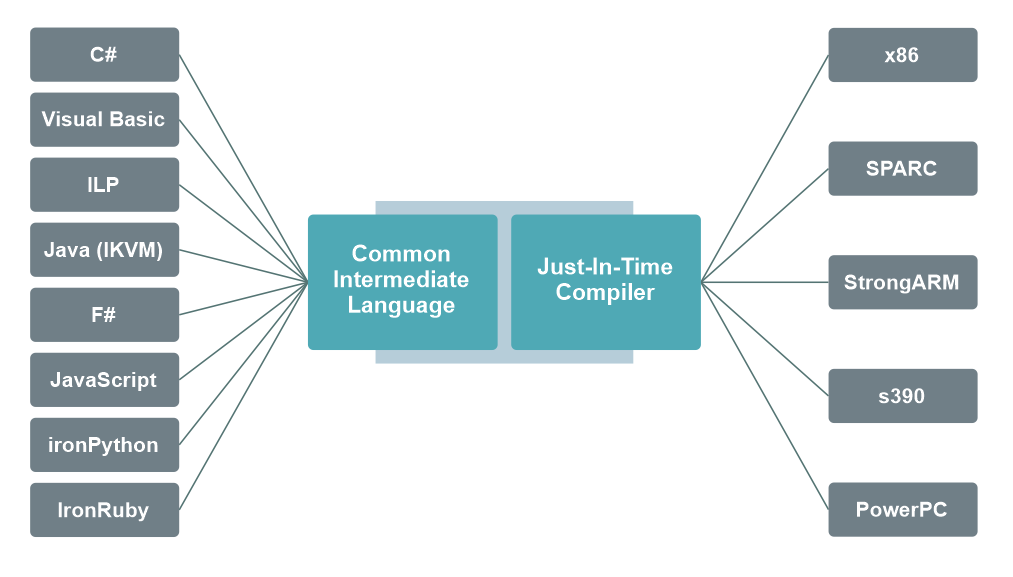 C#
Visual Basic
ILP
Java (IKVM)
F#
JavaScript
ironPython
IronRuby
Common
Intermediate
Language
Just-In-Time
Compiler
x86
SPARC
StrongARM
s390
PowerPC